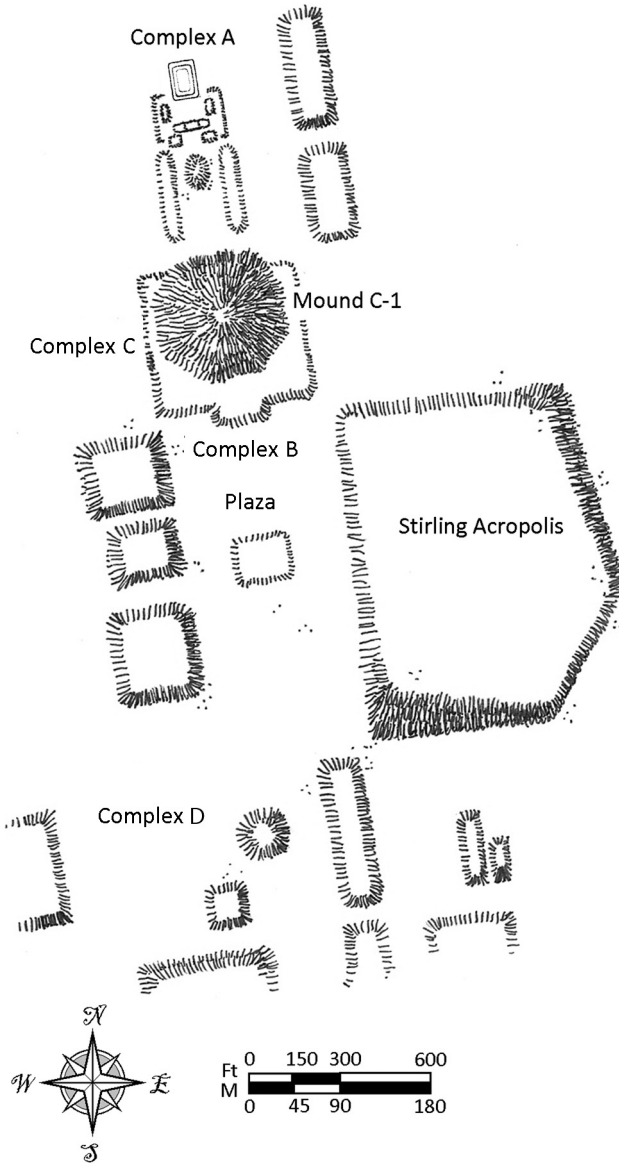 Complex A
Mound C-1
Complex C
Complex B
Plaza
Stirling Acropolis
Complex D
N
W E
S
Ft 0 150 300 600
M 0 45 90 180